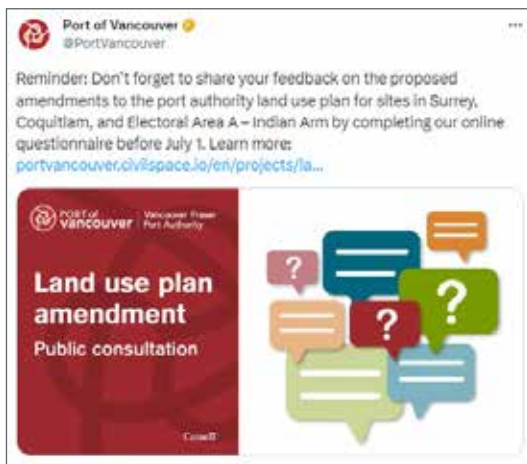 Port of Vancouver
@PortVancouver
Reminder: Don't forget to share your feedback on the proposed
amendments to the port authority land use plan for sites in Surrey,
Coquitlam, and Electoral Area A – Indian Arm by completing our online
questionnaire before July 1. Learn more:
portvancouver.civilspace.io/en/projects/la...
PORT of
vancouver
Vancouver Fraser
Port Authority
Land use plan
amendment
Public consultation
Canada
?
?
?